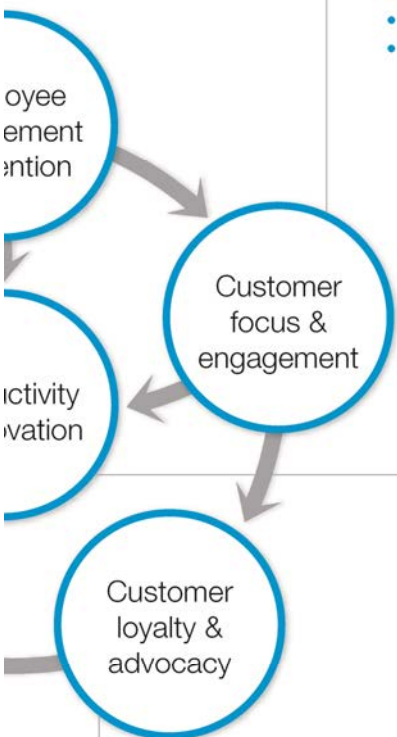 oyee
ement
ention
Customer
focus &
engagement
uctivity
ovation
Customer
loyalty &
advocacy